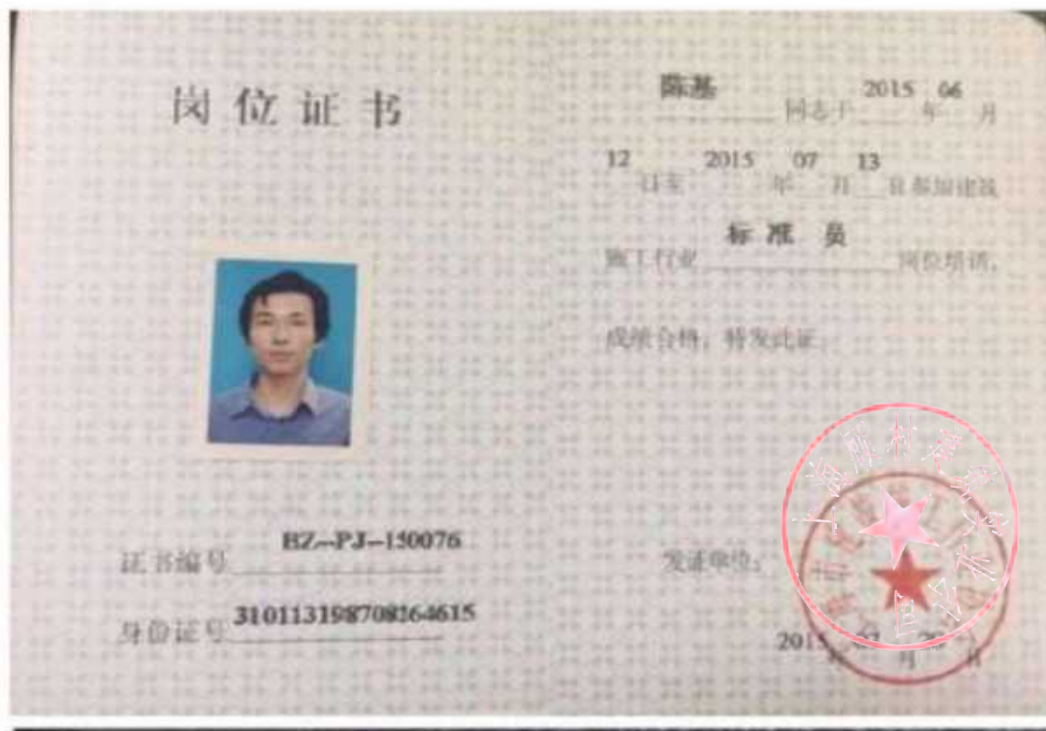 岗位证书
证书编号 BZ-PJ-150076
身份证号
陈基 同志于 2015 年 06 月
12 日至 2015 年 07 月 13 日参加建筑
施工行业 标准员 岗位培训,
成绩合格,特发此证。
发证单位:
2015 年 07 月 日